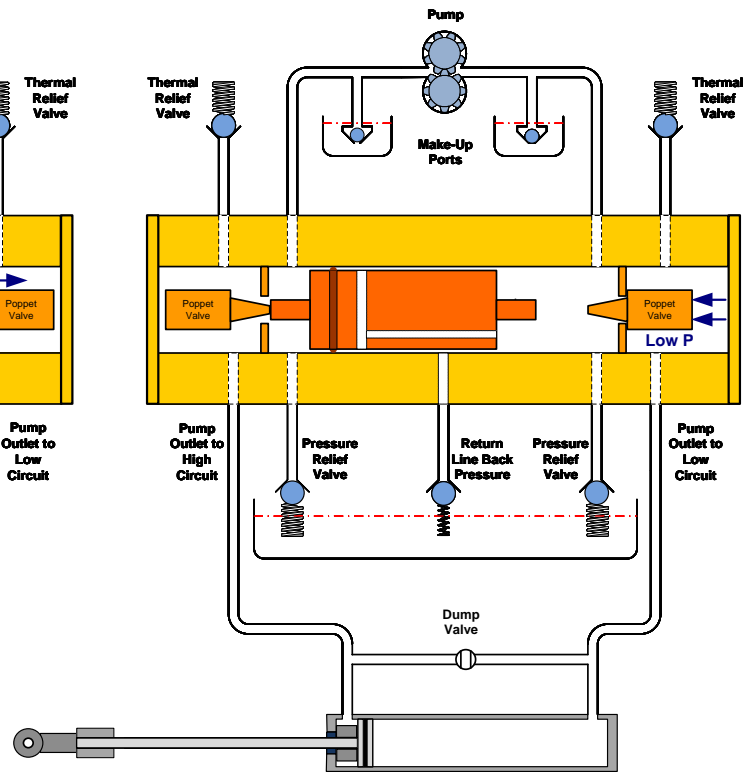 Pump
Thermal
Relief
Valve
Thermal
Relief
Valve
Thermal
Relief
Valve
Make-Up
Ports
Poppet
Valve
Poppet
Valve
Poppet
Valve
Low P
Pump
Outlet to
Low
Circuit
Pump
Outlet to
High
Circuit
Pressure
Relief
Valve
Return
Line Back
Pressure
Pressure
Relief
Valve
Pump
Outlet to
Low
Circuit
Dump
Valve